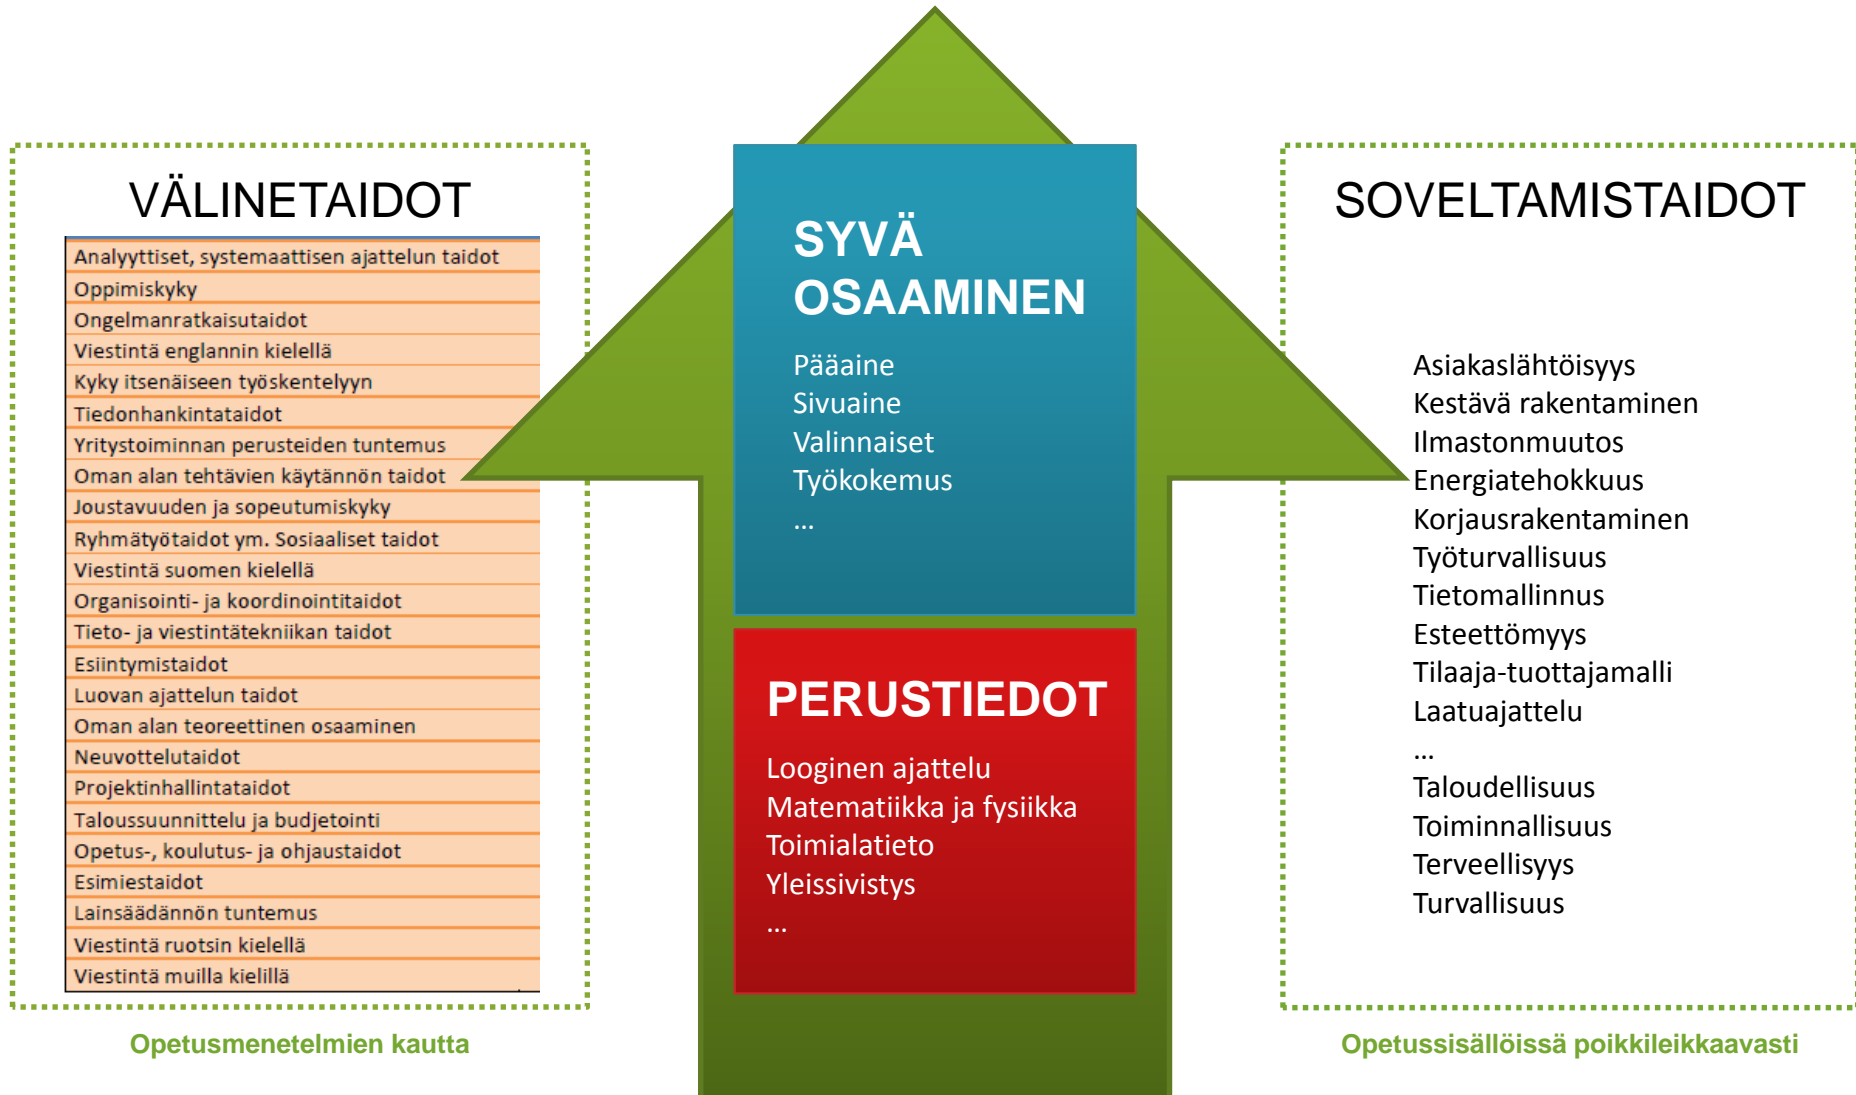 VÄLINETAIDOT
Analyyttiset, systemaattisen ajattelun taidot
Oppimiskyky
Ongelmanratkaisutaidot
Viestintä englannin kielellä
Kyky itsenäiseen työskentelyyn
Tiedonhankintataidot
Yritystoiminnan perusteiden tuntemus
Oman alan tehtävien käytännön taidot
Joustavuuden ja sopeutumiskyky
Ryhmätyötaidot ym. Sosiaaliset taidot
Viestintä suomen kielellä
Organisointi- ja koordinointitaidot
Tieto- ja viestintätekniikan taidot
Esiintymistaidot
Luovan ajattelun taidot
Oman alan teoreettinen osaaminen
Neuvottelutaidot
Projektinhallintataidot
Taloussuunnittelu ja budjetointi
Opetus-, koulutus- ja ohjaustaidot
Esimiestaidot
Lainsäädännön tuntemus
Viestintä ruotsin kielellä
Viestintä muilla kielillä
Opetusmenetelmien kautta
SYVÄ
OSAAMINEN
Pääaine
Sivuaine
Valinnaiset
Työkokemus
...
PERUSTIEDOT
Looginen ajattelu
Matematiikka ja fysiikka
Toimialatieto
Yleissivistys
...
SOVELTAMISTAIDOT
Asiakaslähtöisyys
Kestävä rakentaminen
Ilmastonmuutos
Energiatehokkuus
Korjausrakentaminen
Työturvallisuus
Tietomallinnus
Esteettömyys
Tilaaja-tuottajamalli
Laatuajattelu
...
Taloudellisuus
Toiminnallisuus
Terveellisyys
Turvallisuus
Opetussisällöissä poikkileikkaavasti